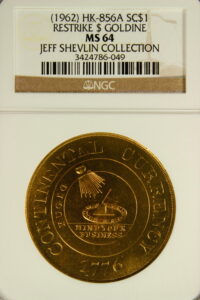 (1962) HK-856A SC$1
RESTRIKE $ GOLDINE
MS 64
JEFF SHEVLIN COLLECTION
3424786-049
NGC
CONTINENTAL CURRENCY
FUGIO
MIND YOUR
BUSINESS
1776